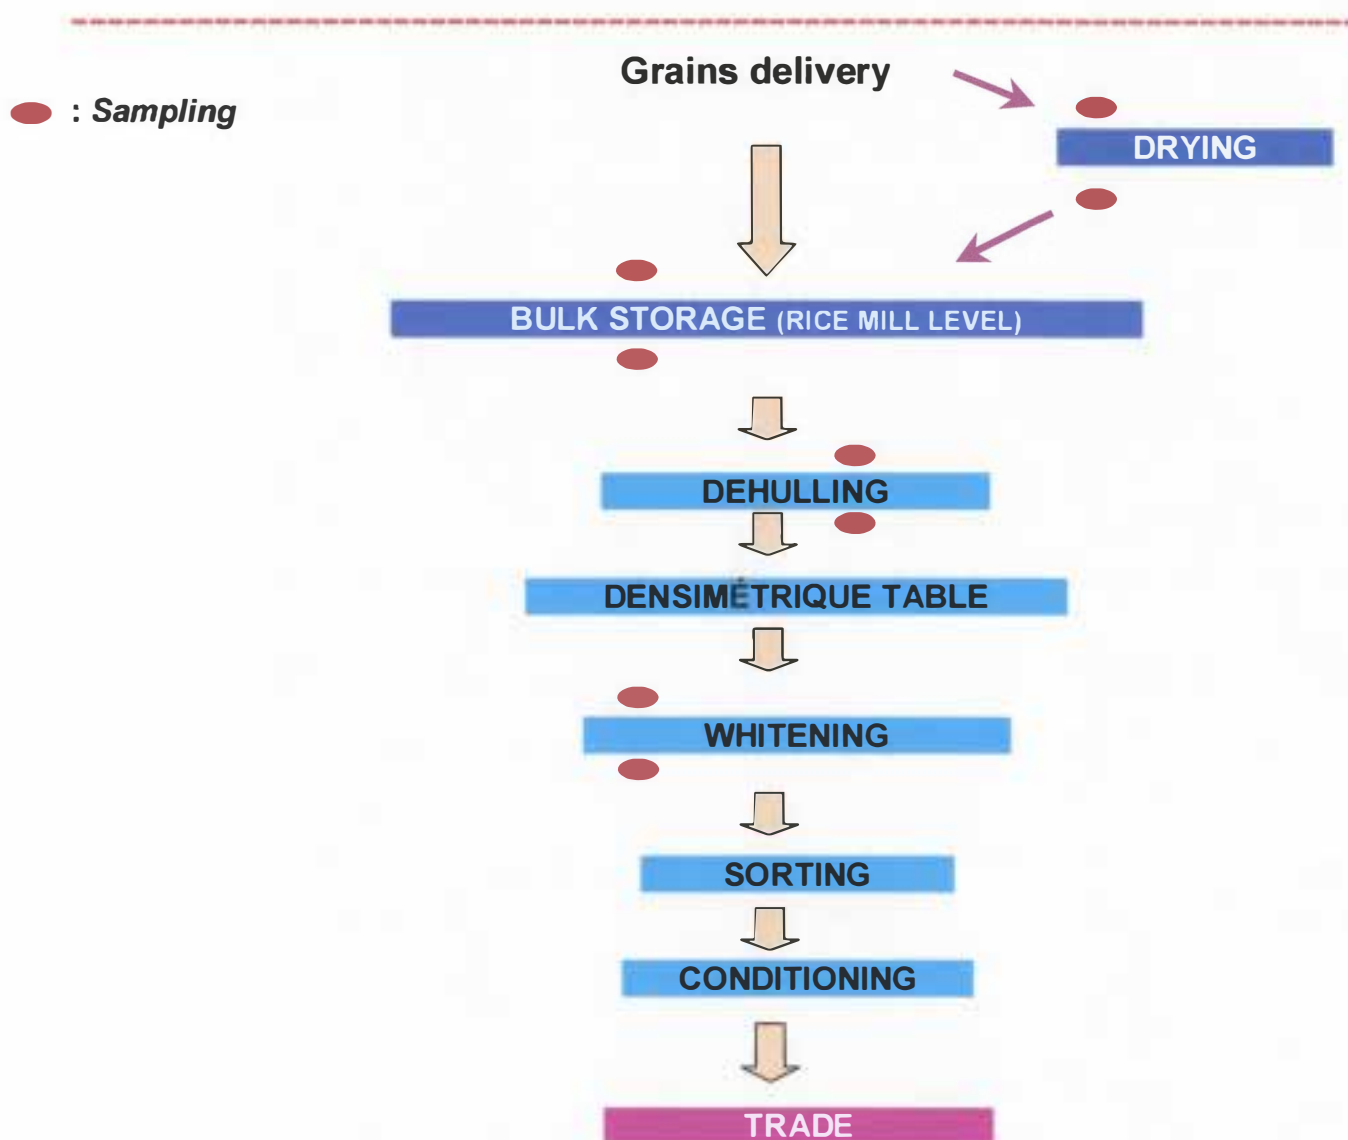 Grains delivery
: Sampling
DRYING
BULK STORAGE (RICE MILL LEVEL)
DEHULLING
DENSIMÉTRIQUE TABLE
WHITENING
SORTING
CONDITIONING
TRADE